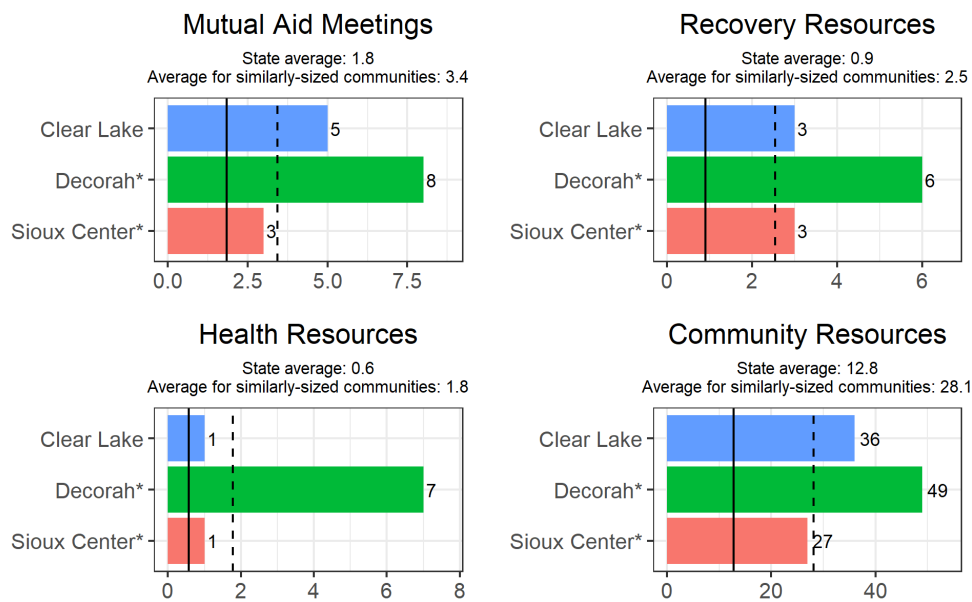 Mutual Aid Meetings
State average: 1.8
Average for similarly-sized communities: 3.4
Clear Lake
5
Decorah*
8
Sioux Center*
3
0.0 2.5 5.0 7.5
Recovery Resources
State average: 0.9
Average for similarly-sized communities: 2.5
Clear Lake
3
Decorah*
6
Sioux Center*
3
0 2 4 6
Health Resources
State average: 0.6
Average for similarly-sized communities: 1.8
Clear Lake
1
Decorah*
7
Sioux Center*
1
0 2 4 6 8
Community Resources
State average: 12.8
Average for similarly-sized communities: 28.1
Clear Lake
36
Decorah*
49
Sioux Center*
27
0 20 40